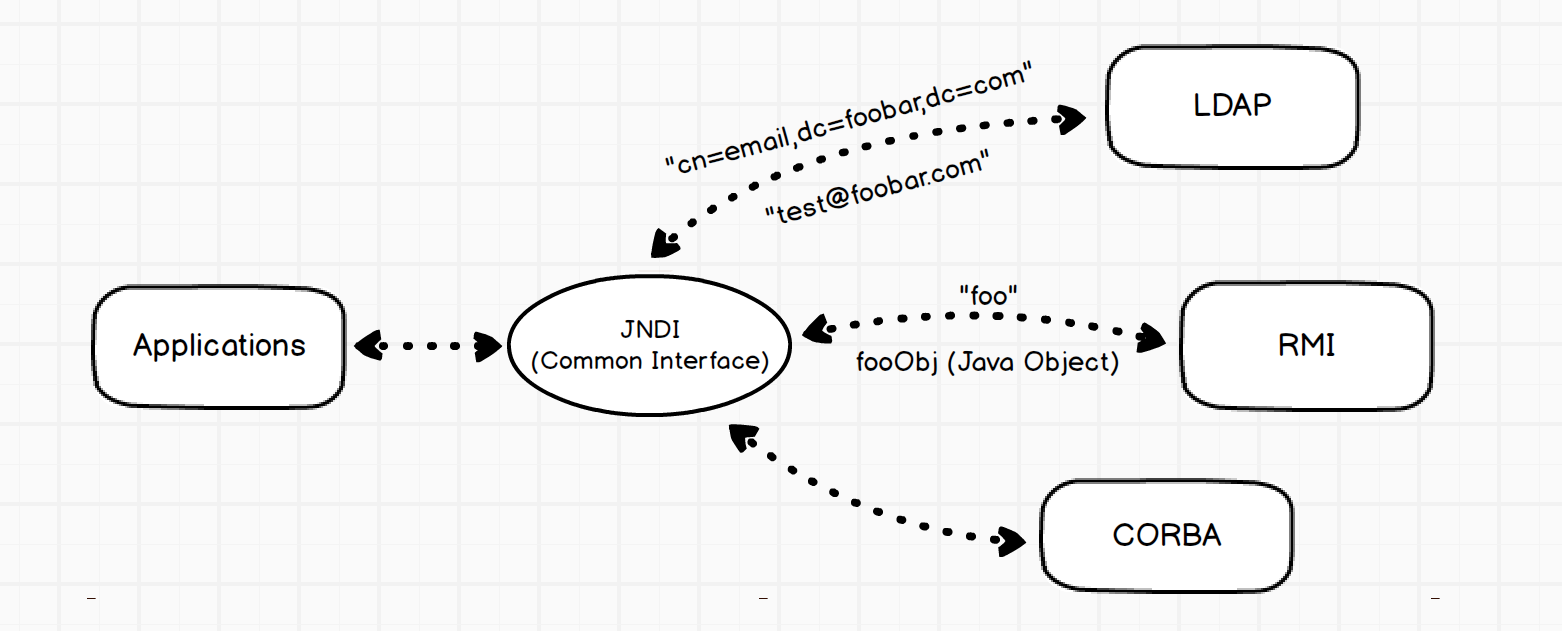 LDAP
"cn=email,dc=foobar,dc=com"
"test@foobar.com"
Applications
JNDI
(Common Interface)
"foo"
fooObj (Java Object)
RMI
CORBA